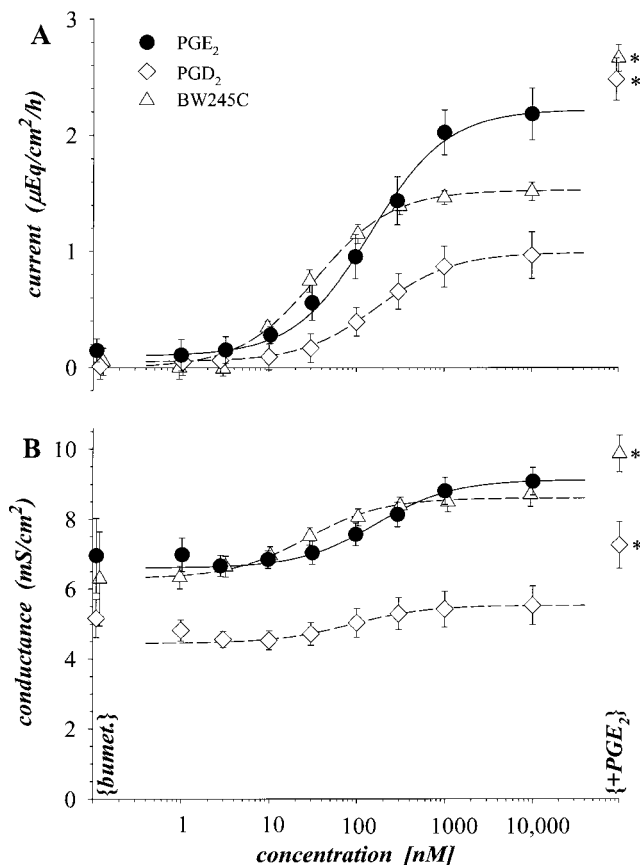 A
PGE2
PGD2
BW245C
3
2
1
0
current (µEq/cm2/h)
*
*
B
10
8
6
4
2
0
conductance (mS/cm2)
*
*
{bumet.}
{+PGE2}
1
10
100
1000
10,000
concentration [nM]